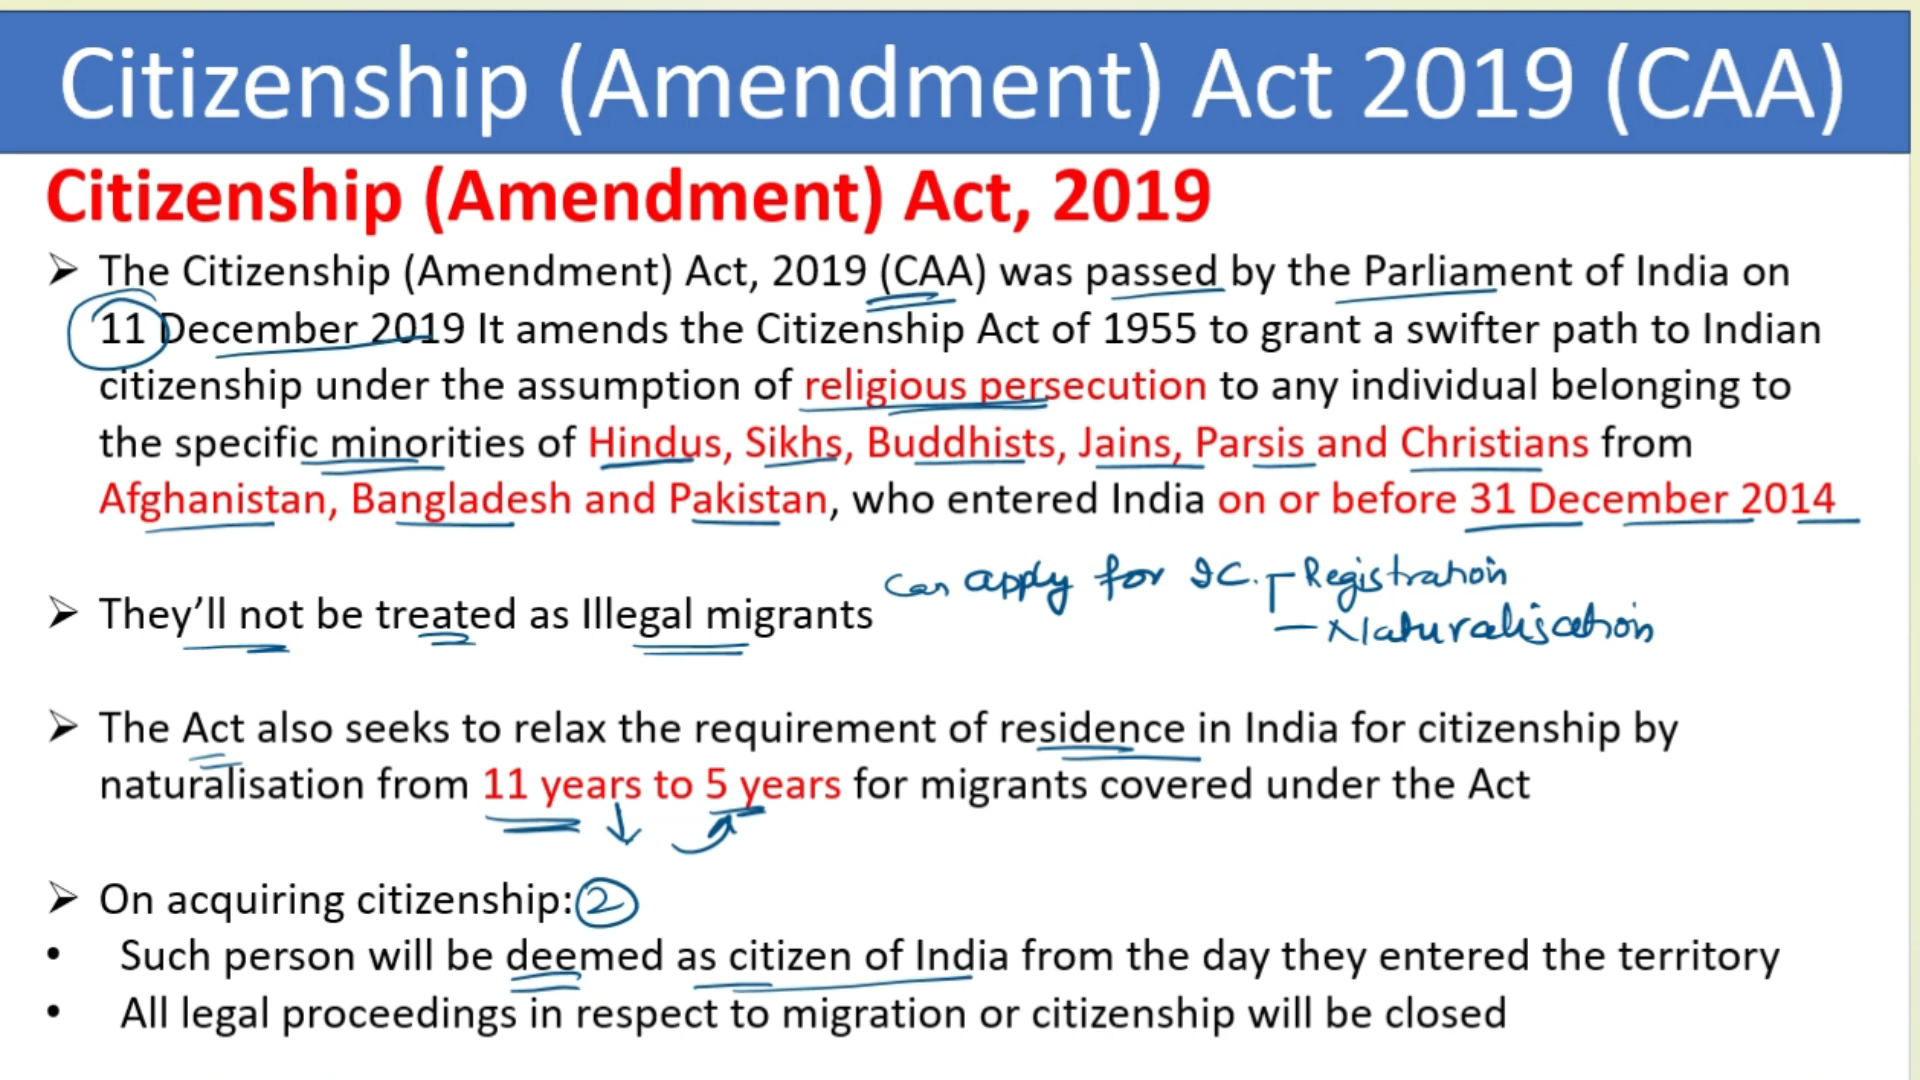 Citizenship (Amendment) Act 2019 (CAA)
Citizenship (Amendment) Act, 2019
➢ The Citizenship (Amendment) Act, 2019 (CAA) was passed by the Parliament of India on
11 December 2019 It amends the Citizenship Act of 1955 to grant a swifter path to Indian
citizenship under the assumption of religious persecution to any individual belonging to
the specific minorities of Hindus, Sikhs, Buddhists, Jains, Parsis and Christians from
Afghanistan, Bangladesh and Pakistan, who entered India on or before 31 December 2014
can apply for I.C. - Registration
- Naturalisation
➢ They’ll not be treated as Illegal migrants
➢ The Act also seeks to relax the requirement of residence in India for citizenship by
naturalisation from 11 years to 5 years for migrants covered under the Act
➢ On acquiring citizenship: 2
• Such person will be deemed as citizen of India from the day they entered the territory
• All legal proceedings in respect to migration or citizenship will be closed